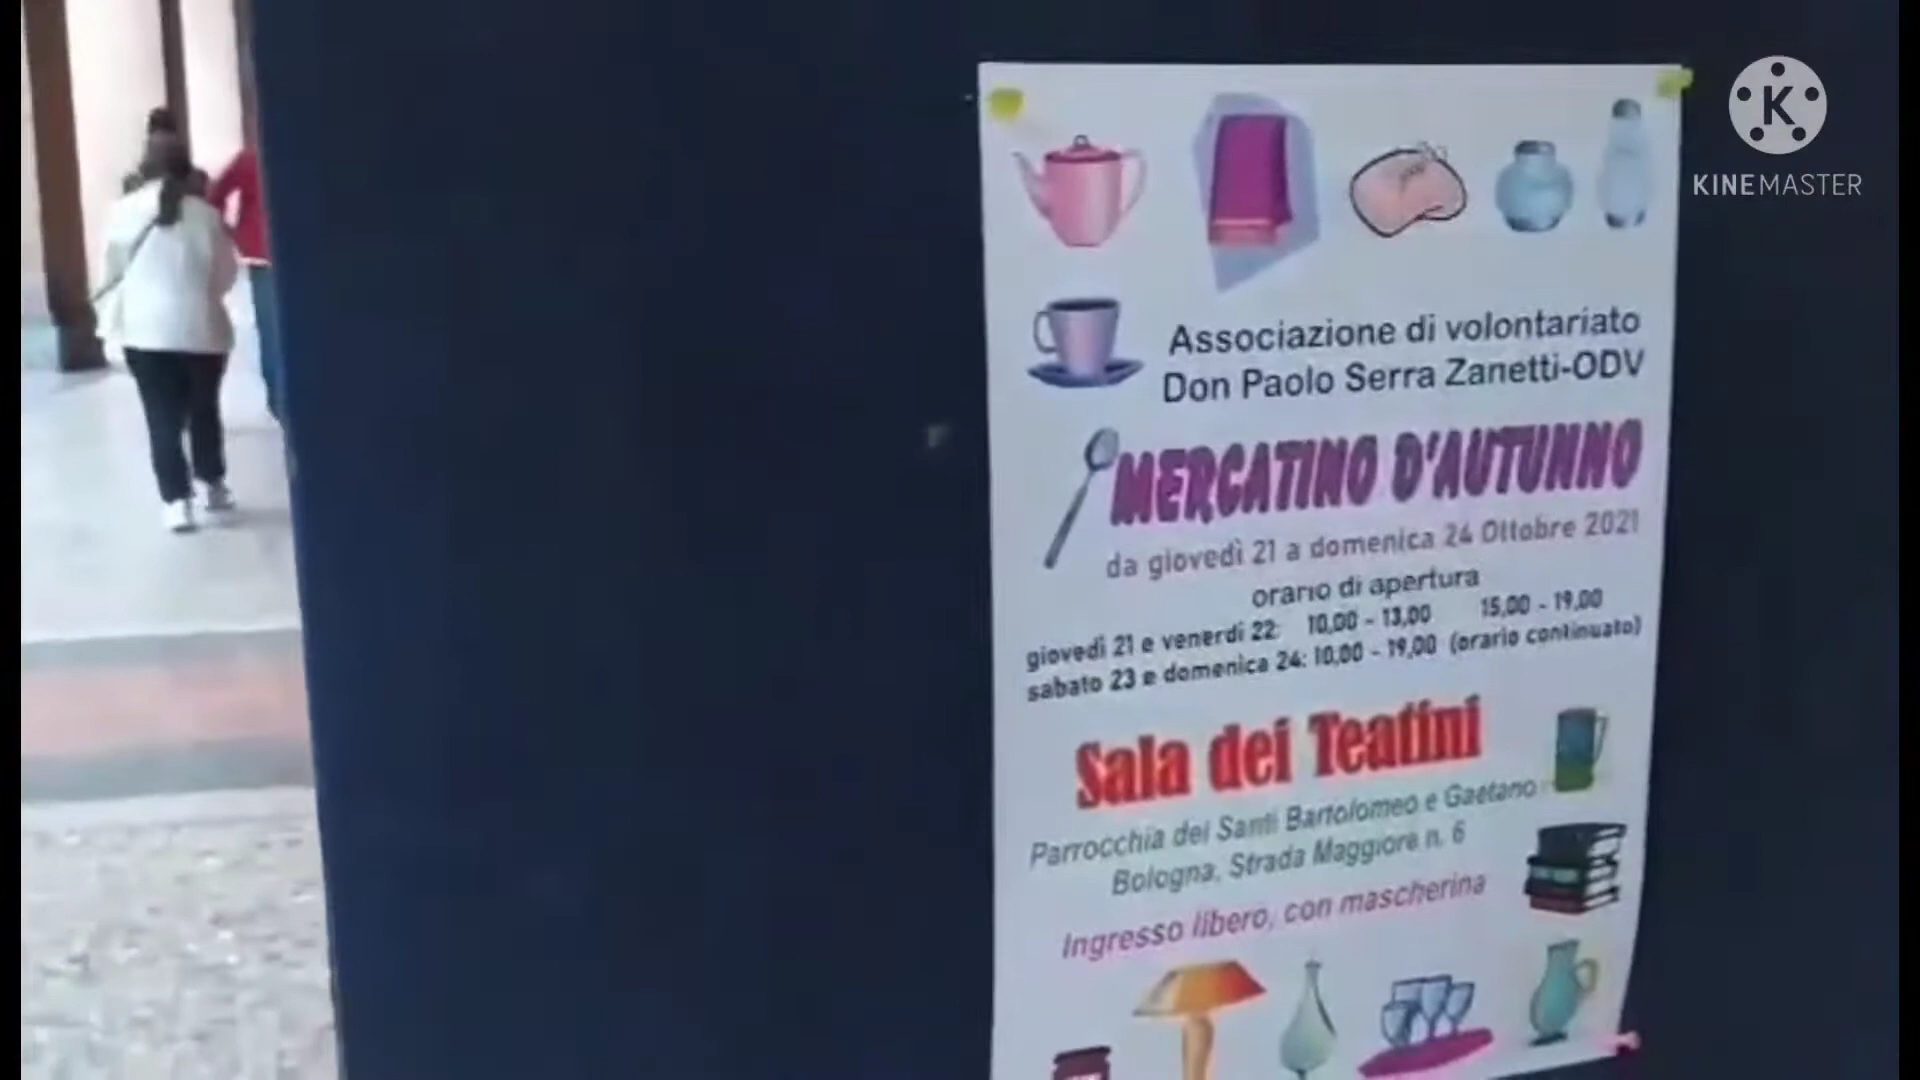 K
KINEMASTER
Associazione di volontariato
Don Paolo Serra Zanetti-ODV
MERCATINO D'AUTUNNO
da giovedì 21 a domenica 24 Ottobre 2021
orario di apertura
giovedì 21 e venerdì 22: 10,00 - 13,00 15,00 - 19,00
sabato 23 e domenica 24: 10,00 - 19,00 (orario continuato)
Sala dei Teatini
Parrocchia dei Santi Bartolomeo e Gaetano
Bologna, Strada Maggiore n. 6
Ingresso libero, con mascherina